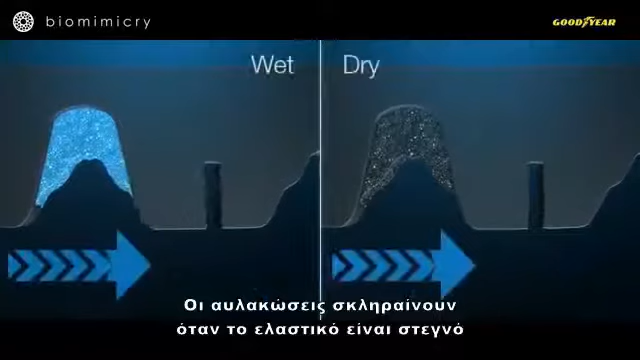 biomimicry
GOODYEAR
Wet
Dry
Οι αυλακώσεις σκληραίνουν
όταν το ελαστικό είναι στεγνό